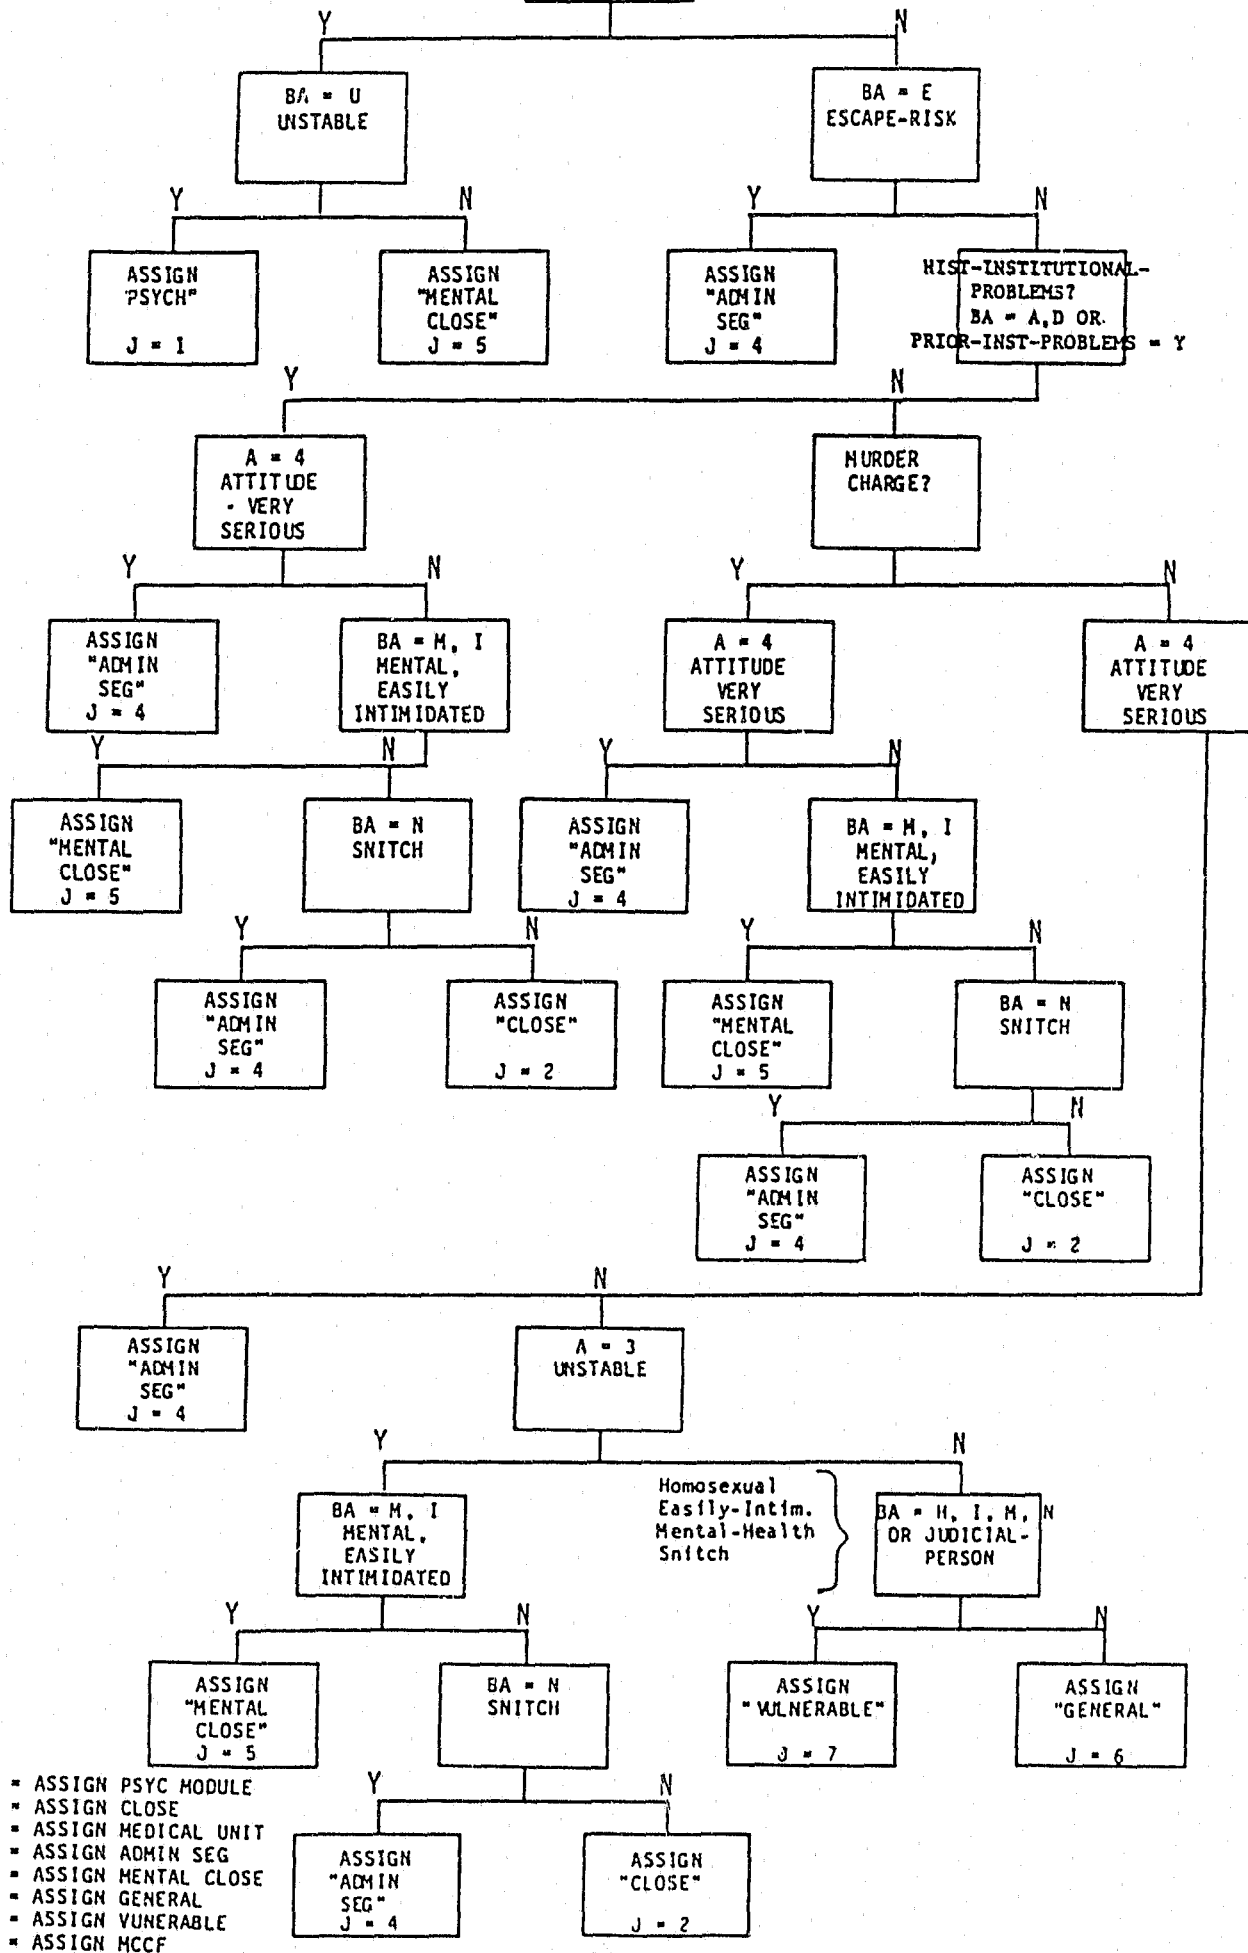 Y
N
BA = U
UNSTABLE
BA = E
ESCAPE-RISK
Y
N
Y
N
ASSIGN
"PSYCH"
J = 1
ASSIGN
"MENTAL
CLOSE"
J = 5
ASSIGN
"ADMIN
SEG"
J = 4
HIST-INSTITUTIONAL-
PROBLEMS?
BA = A,D OR
PRIOR-INST-PROBLEMS = Y
Y
N
A = 4
ATTITUDE
- VERY
SERIOUS
MURDER
CHARGE?
Y
N
Y
N
ASSIGN
"ADMIN
SEG"
J = 4
BA = M, I
MENTAL,
EASILY
INTIMIDATED
A = 4
ATTITUDE
VERY
SERIOUS
A = 4
ATTITUDE
VERY
SERIOUS
Y
N
Y
N
ASSIGN
"MENTAL
CLOSE"
J = 5
BA = N
SNITCH
ASSIGN
"ADMIN
SEG"
J = 4
BA = M, I
MENTAL,
EASILY
INTIMIDATED
Y
N
Y
N
ASSIGN
"ADMIN
SEG"
J = 4
ASSIGN
"CLOSE"
J = 2
ASSIGN
"MENTAL
CLOSE"
J = 5
BA = N
SNITCH
Y
N
ASSIGN
"ADMIN
SEG"
J = 4
ASSIGN
"CLOSE"
J = 2
Y
N
ASSIGN
"ADMIN
SEG"
J = 4
A = 3
UNSTABLE
Y
N
BA = M, I
MENTAL,
EASILY
INTIMIDATED
Homosexual
Easily-Intim.
Mental-Health
Snitch
BA = H, I, M, N
OR JUDICIAL-
PERSON
Y
N
Y
N
ASSIGN
"MENTAL
CLOSE"
J = 5
BA = N
SNITCH
ASSIGN
"VULNERABLE"
J = 7
ASSIGN
"GENERAL"
J = 6
Y
N
ASSIGN
"ADMIN
SEG"
J = 4
ASSIGN
"CLOSE"
J = 2
= ASSIGN PSYC MODULE
= ASSIGN CLOSE
= ASSIGN MEDICAL UNIT
= ASSIGN ADMIN SEG
= ASSIGN MENTAL CLOSE
= ASSIGN GENERAL
= ASSIGN VUNERABLE
= ASSIGN MCCF